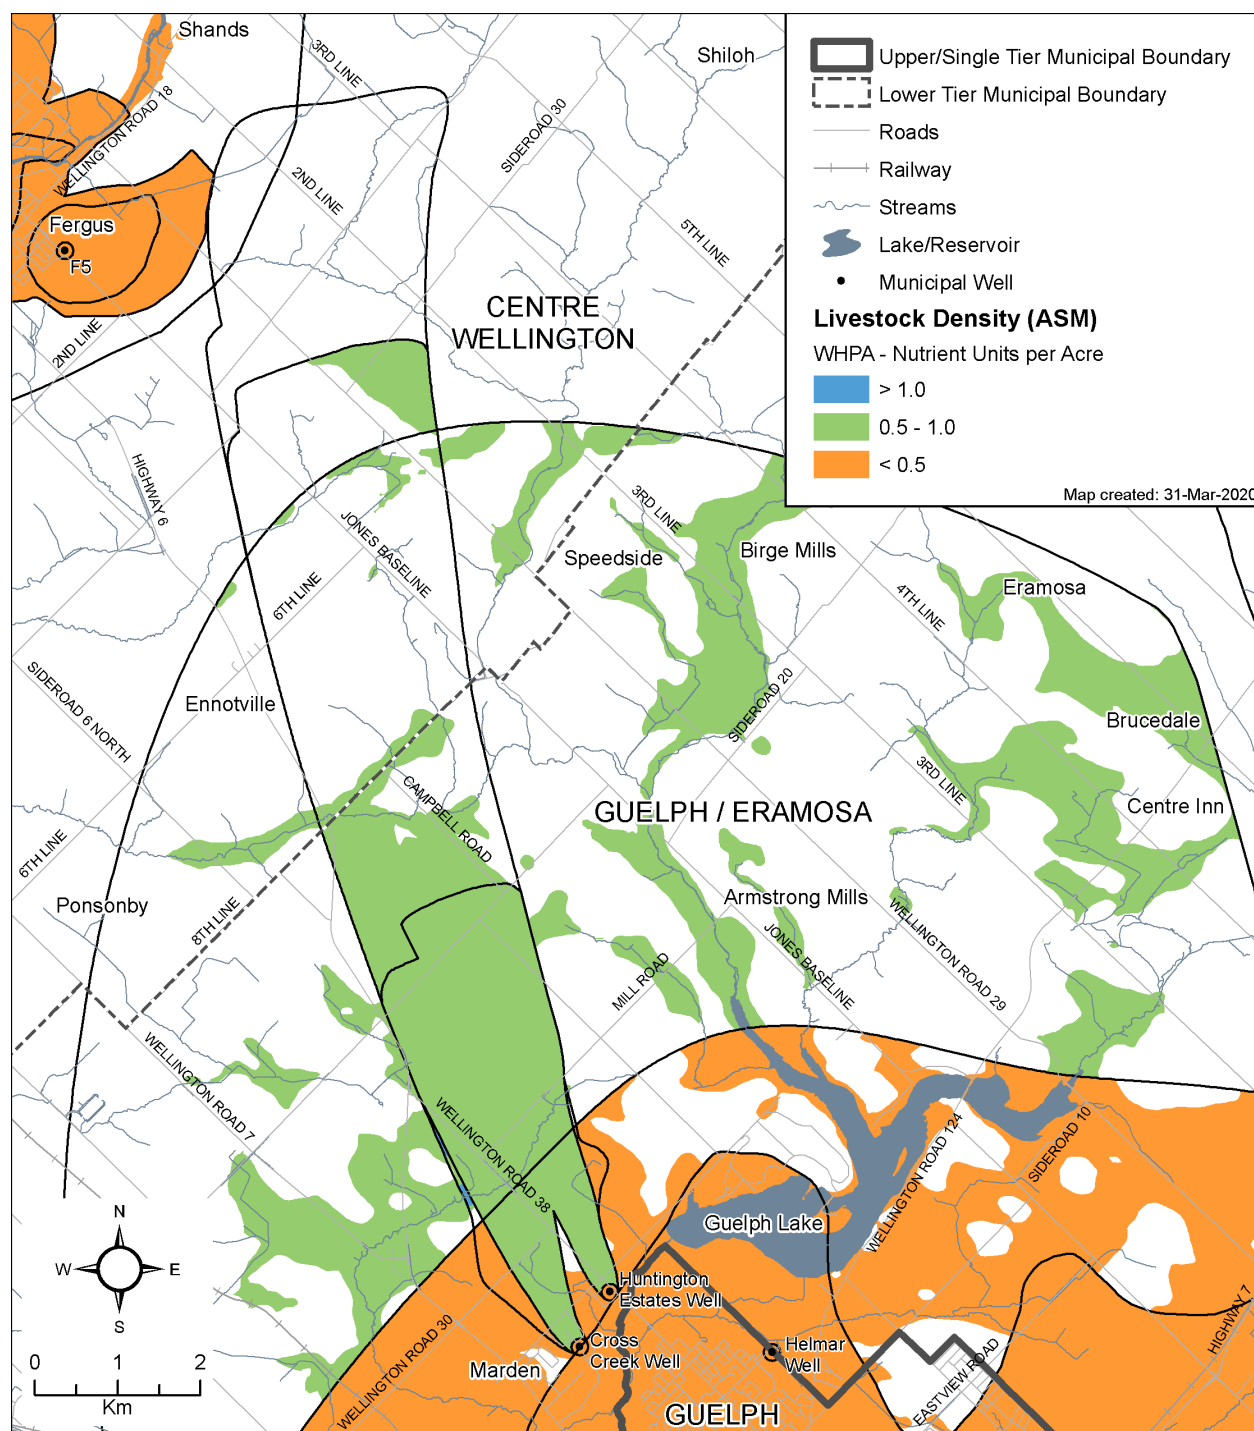 Shands
3RD LINE
Shiloh
WELLINGTON ROAD 18
SIDEROAD 30
2ND LINE
5TH LINE
Fergus
F5
2ND LINE
CENTRE
WELLINGTON
Upper/Single Tier Municipal Boundary
Lower Tier Municipal Boundary
Roads
Railway
Streams
Lake/Reservoir
Municipal Well
Livestock Density (ASM)
WHPA - Nutrient Units per Acre
> 1.0
0.5 - 1.0
< 0.5
Map created: 31-Mar-2020
HIGHWAY 6
JONES BASELINE
3RD LINE
Speedside
Birge Mills
6TH LINE
4TH LINE
Eramosa
SIDEROAD 6 NORTH
Ennotville
SIDEROAD 20
Brucedale
3RD LINE
CAMPBELL ROAD
GUELPH / ERAMOSA
Centre Inn
6TH LINE
Ponsonby
8TH LINE
Armstrong Mills
WELLINGTON ROAD 29
JONES BASELINE
MILL ROAD
WELLINGTON ROAD 7
WELLINGTON ROAD 38
WELLINGTON ROAD 124
SIDEROAD 10
Guelph Lake
N
W
E
S
Huntington
Estates Well
Cross
Creek Well
Helmar
Well
HIGHWAY 7
EASTVIEW ROAD
WELLINGTON ROAD 30
Marden
GUELPH
0 1 2
Km